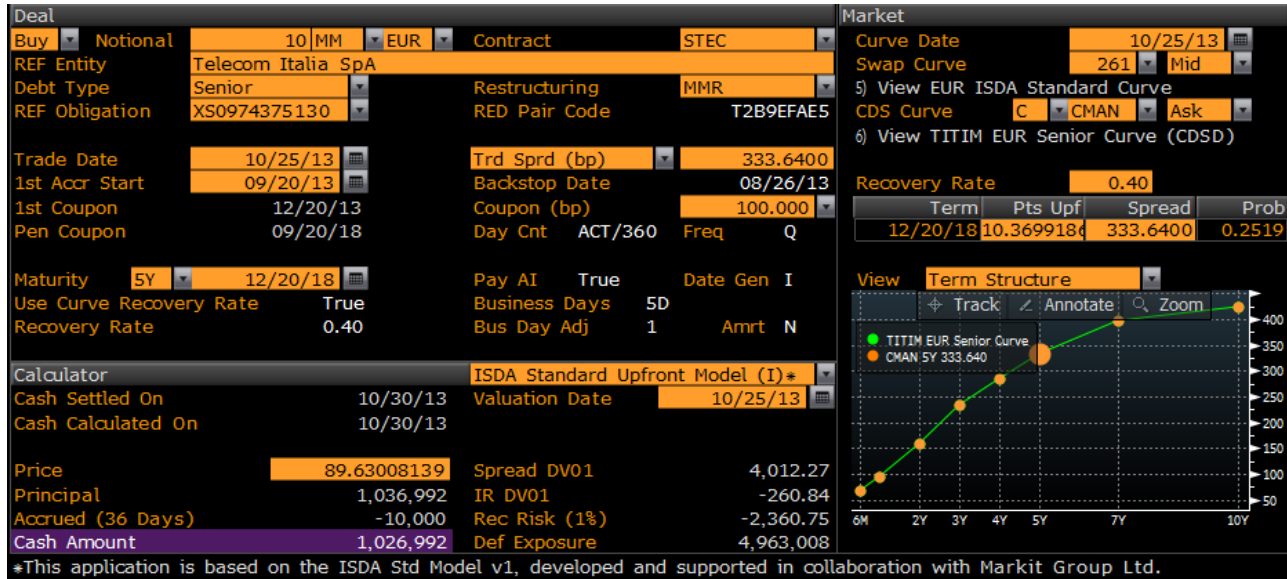 Deal
Buy Notional 10 MM EUR Contract STEC
REF Entity Telecom Italia SpA
Debt Type Senior Restructuring MMR
REF Obligation XS0974375130 RED Pair Code T2B9EFAE5
Trade Date 10/25/13 Trd Sprd (bp) 333.6400
1st Accr Start 09/20/13 Backstop Date 08/26/13
1st Coupon 12/20/13 Coupon (bp) 100.000
Pen Coupon 09/20/18 Day Cnt ACT/360 Freq Q
Maturity 5Y 12/20/18 Pay AI True Date Gen I
Use Curve Recovery Rate True Business Days 5D
Recovery Rate 0.40 Bus Day Adj 1 Amrt N
Market
Curve Date 10/25/13
Swap Curve 261 Mid
5) View EUR ISDA Standard Curve
CDS Curve C CMAN Ask
6) View TITIM EUR Senior Curve (CDSD)
Recovery Rate 0.40
Term Pts Upf Spread Prob
12/20/18 10.3699186 333.6400 0.2519
View Term Structure
Track Annotate Zoom
TITIM EUR Senior Curve
CMAN 5Y 333.640
400
350
300
250
200
150
100
50
6M 2Y 3Y 4Y 5Y 7Y 10Y
Calculator ISDA Standard Upfront Model (I)*
Cash Settled On 10/30/13 Valuation Date 10/25/13
Cash Calculated On 10/30/13
Price 89.63008139 Spread DV01 4,012.27
Principal 1,036,992 IR DV01 -260.84
Accrued (36 Days) -10,000 Rec Risk (1%) -2,360.75
Cash Amount 1,026,992 Def Exposure 4,963,008
*This application is based on the ISDA Std Model v1, developed and supported in collaboration with Markit Group Ltd.